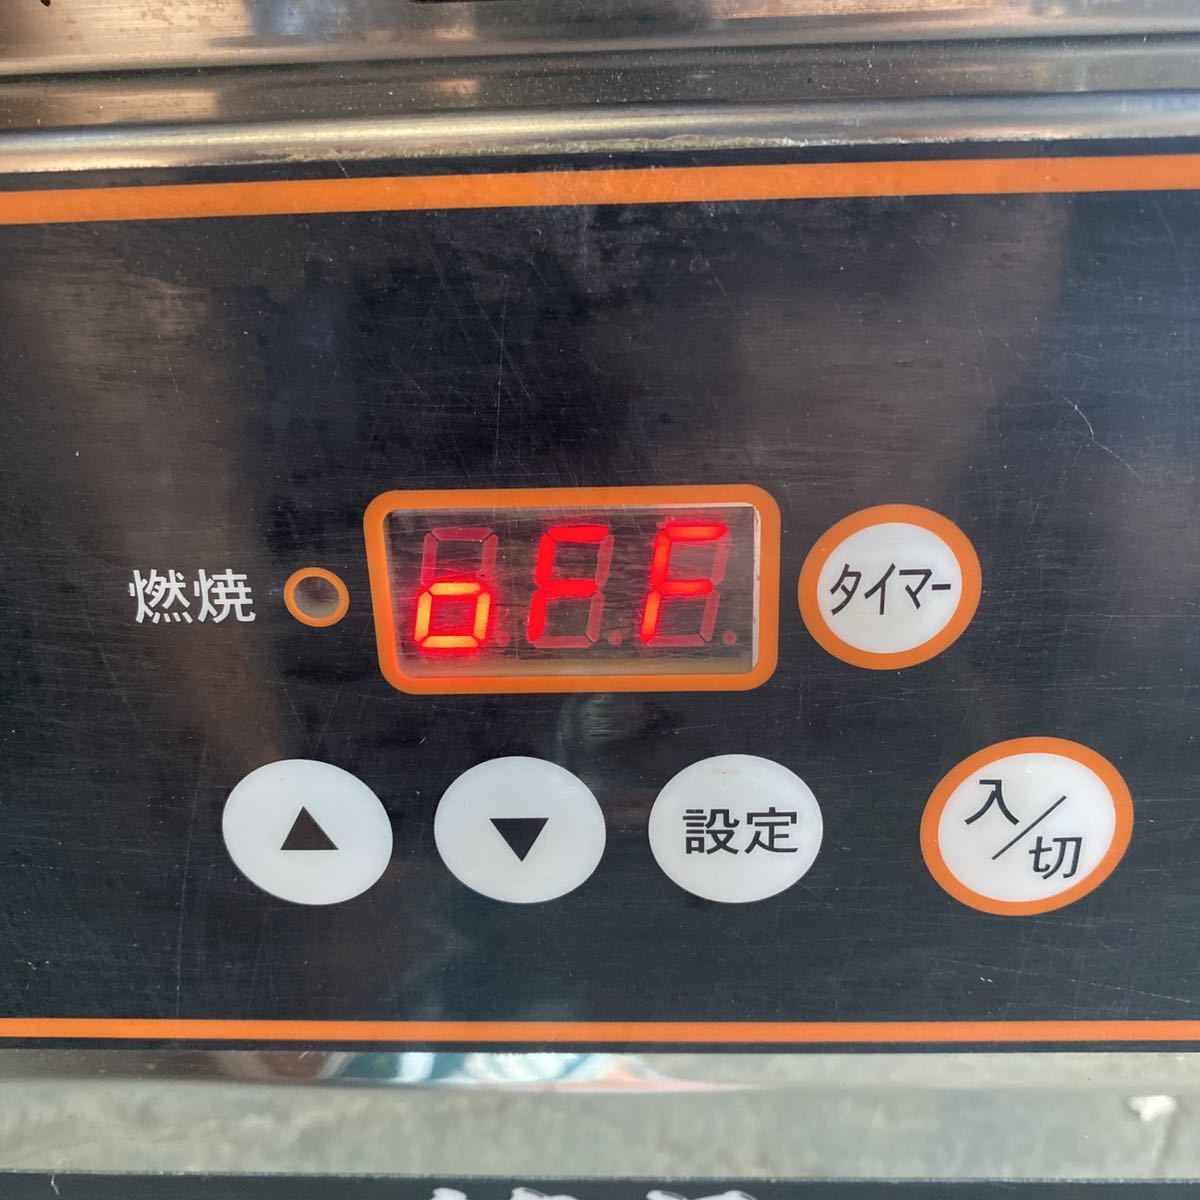 燃焼 oFF タイマー
▲ ▼ 設定 入/切